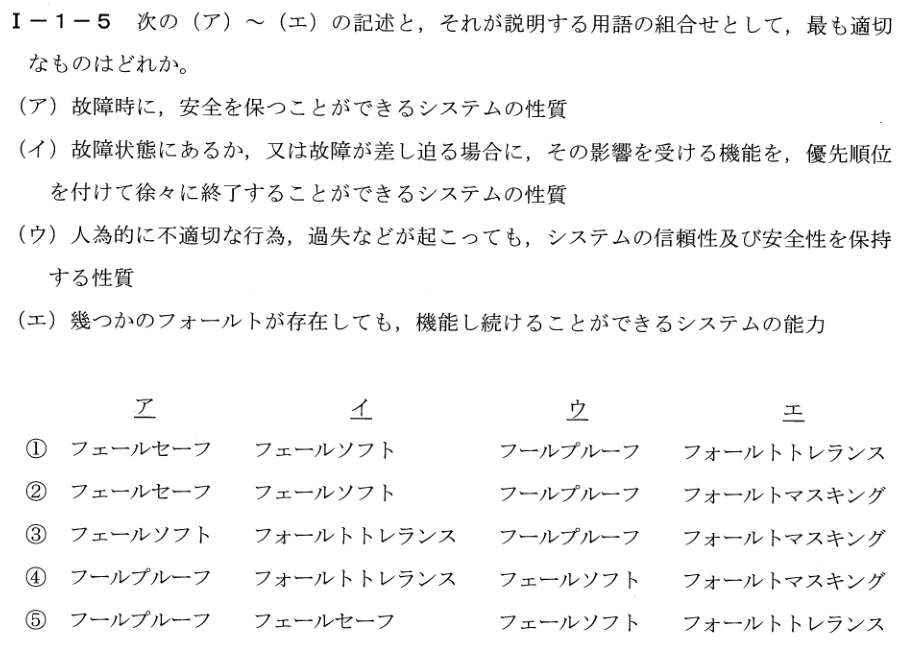 Ⅰ－１－５　次の（ア）～（エ）の記述と，それが説明する用語の組合せとして，最も適切
なものはどれか。
（ア）故障時に，安全を保つことができるシステムの性質
（イ）故障状態にあるか，又は故障が差し迫る場合に，その影響を受ける機能を，優先順位
を付けて徐々に終了することができるシステムの性質
（ウ）人為的に不適切な行為，過失などが起こっても，システムの信頼性及び安全性を保持
する性質
（エ）幾つかのフォールトが存在しても，機能し続けることができるシステムの能力
ア　イ　ウ　エ
①　フェールセーフ　フェールソフト　フールプルーフ　フォールトトレランス
②　フェールセーフ　フェールソフト　フールプルーフ　フォールトマスキング
③　フェールソフト　フォールトトレランス　フールプルーフ　フォールトマスキング
④　フールプルーフ　フォールトトレランス　フェールソフト　フォールトマスキング
⑤　フールプルーフ　フェールセーフ　フェールソフト　フォールトトレランス